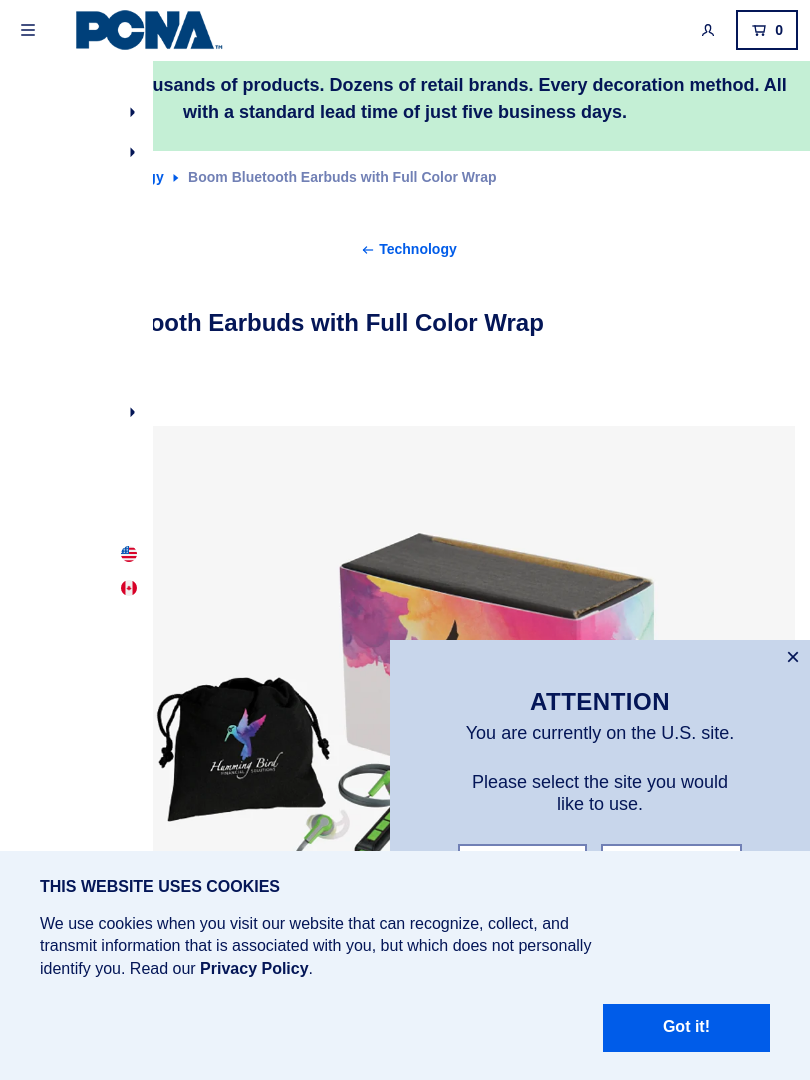 PCNA™
0
usands of products. Dozens of retail brands. Every decoration method. All
with a standard lead time of just five business days.
gy
Boom Bluetooth Earbuds with Full Color Wrap
Technology
ooth Earbuds with Full Color Wrap
Humming Bird
FINANCIAL SOLUTIONS
ATTENTION
You are currently on the U.S. site.
Please select the site you would
like to use.
THIS WEBSITE USES COOKIES
We use cookies when you visit our website that can recognize, collect, and
transmit information that is associated with you, but which does not personally
identify you. Read our Privacy Policy.
Got it!